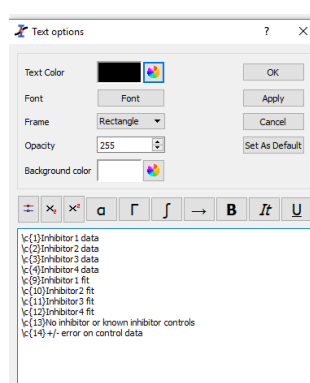 Text options
? X
Text Color
OK
Font Font
Apply
Frame Rectangle
Cancel
Opacity 255
Set As Default
Background color
X₂ X² α Γ ∫ → B It U
\c{1}Inhibitor1 data
\c{2}Inhibitor2 data
\c{3}Inhibitor3 data
\c{4}Inhibitor4 data
\c{9}Inhibitor1 fit
\c{10}Inhibitor2 fit
\c{11}Inhibitor3 fit
\c{12}Inhibitor4 fit
\c{13}No inhibitor or known inhibitor controls
\c{14}+/- error on control data